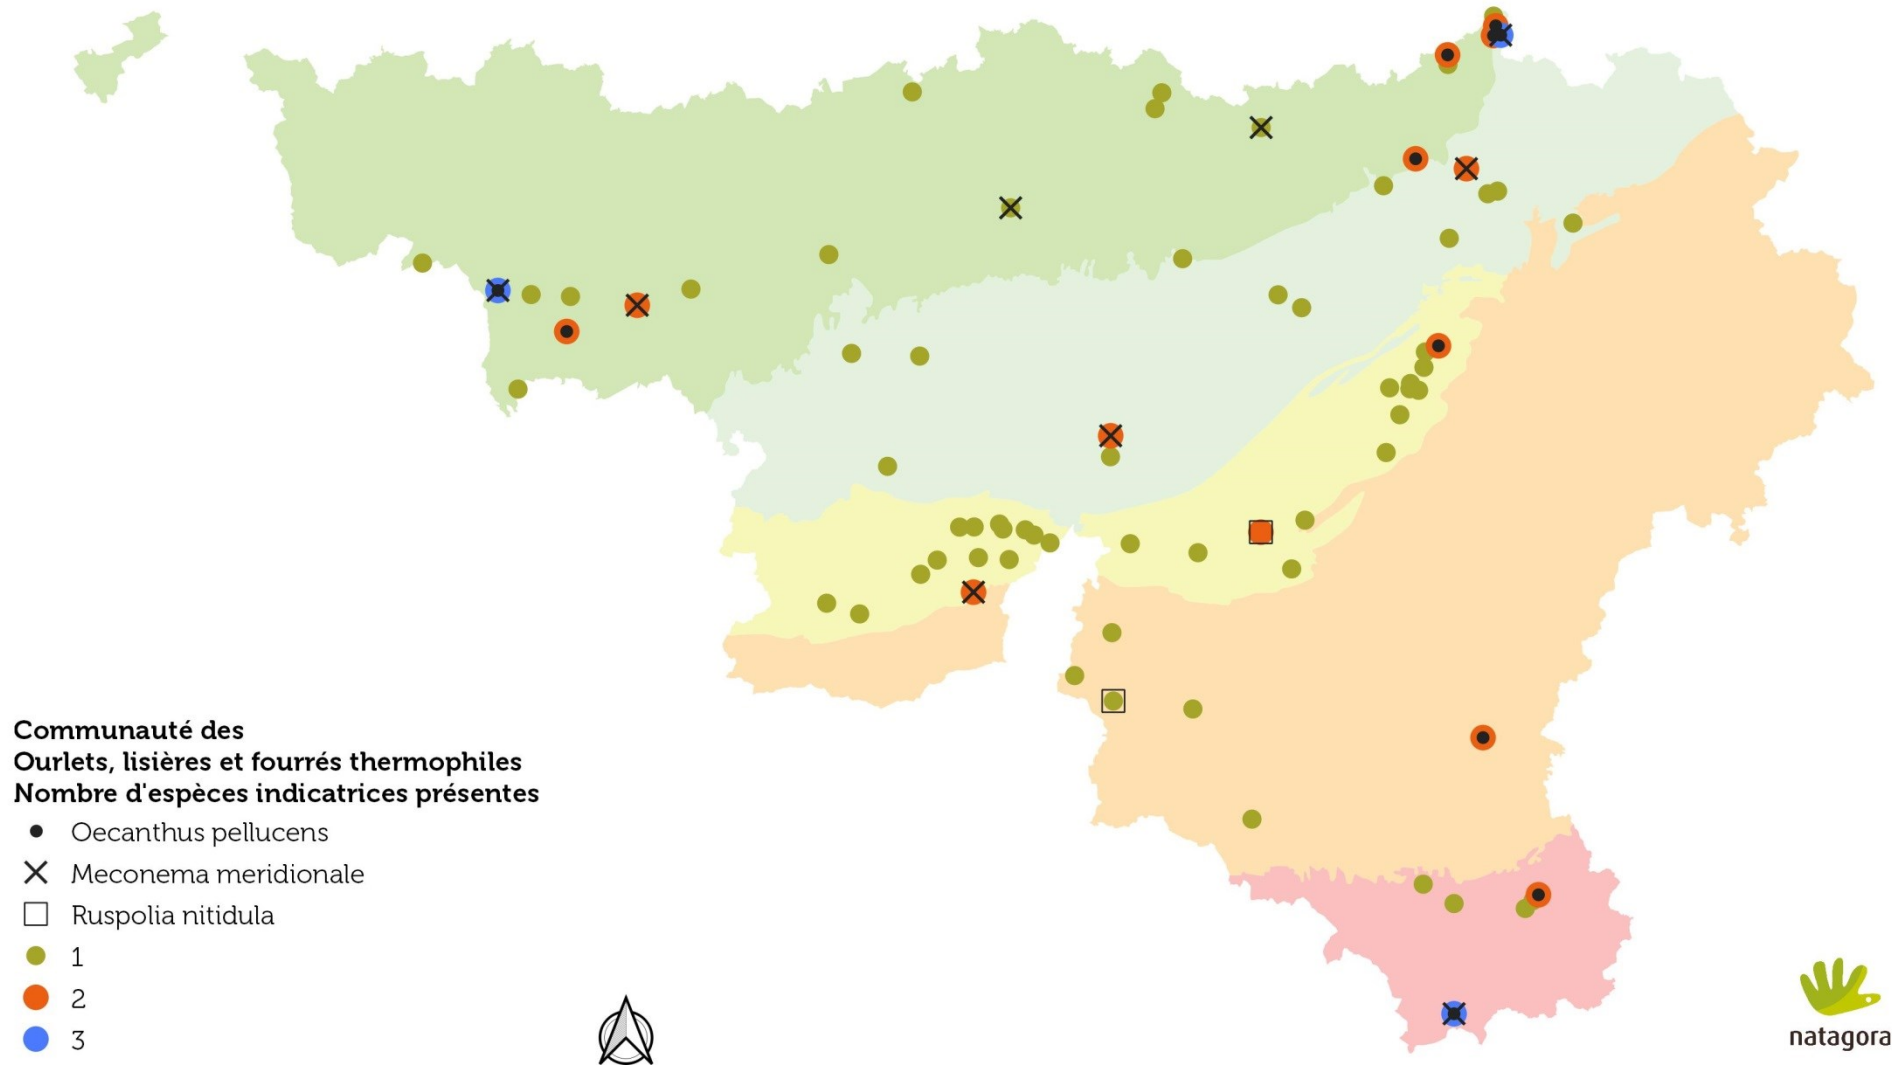 Communauté des
Ourlets, lisières et fourrés thermophiles
Nombre d'espèces indicatrices présentes
Oecanthus pellucens
Meconema meridionale
Ruspolia nitidula
1
2
3
natagora